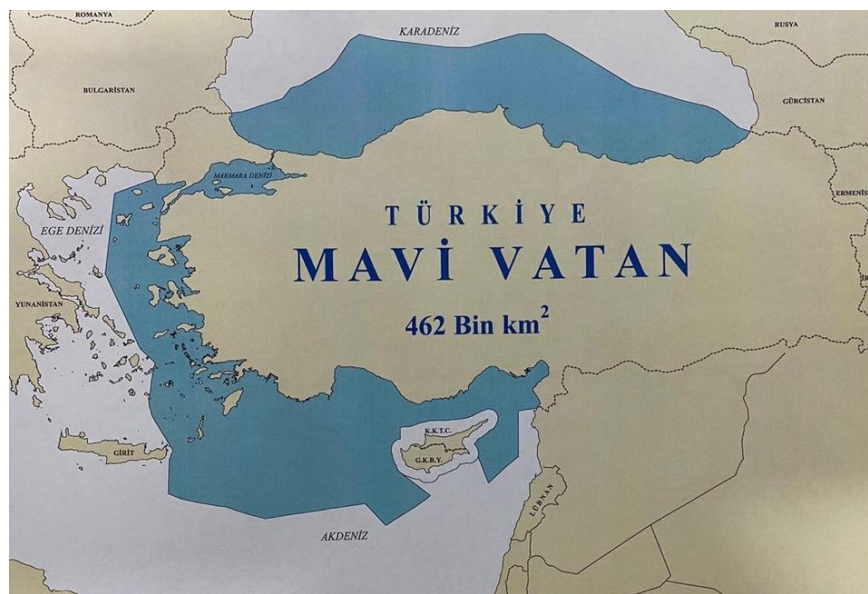 ROMANYA
KARADENİZ
RUSYA
BULGARİSTAN
GÜRCİSTAN
MARMARA DENİZİ
ERMENİS
EGE DENİZİ
TÜRKİYE
MAVİ VATAN
YUNANİSTAN
462 Bin km²
K.K.T.C.
G.K.R.Y.
GİRİT
LÜBNAN
AKDENİZ